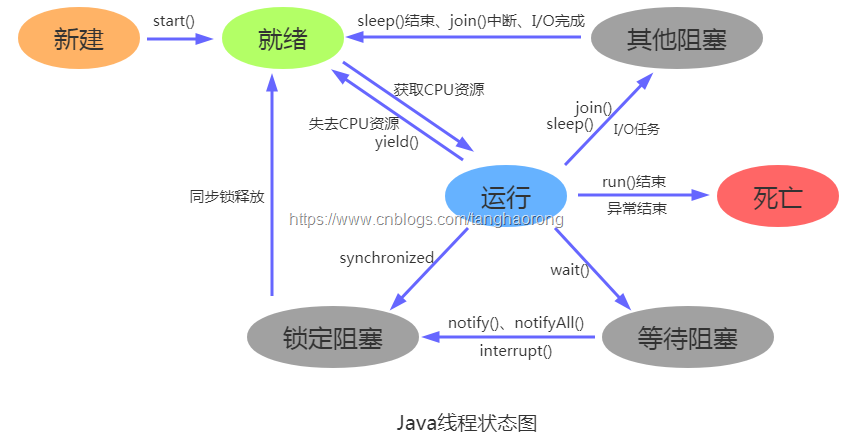 新建
start()
就绪
sleep()结束、join()中断、I/O完成
其他阻塞
获取CPU资源
失去CPU资源
yield()
join()
sleep()
I/O任务
同步锁释放
运行
run()结束
异常结束
死亡
https://www.cnblogs.com/tanghaorong
synchronized
wait()
锁定阻塞
notify()、notifyAll()
interrupt()
等待阻塞
Java线程状态图